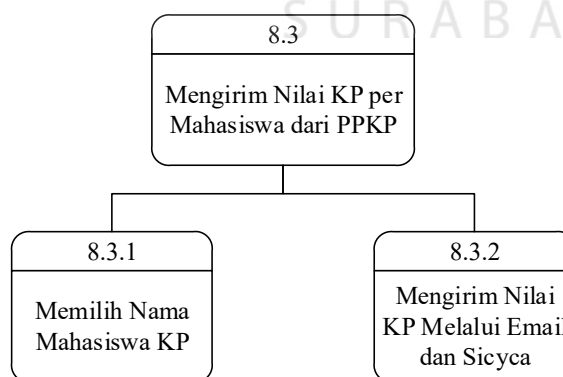 SURABA
8.3
Mengirim Nilai KP per
Mahasiswa dari PPKP
8.3.1
8.3.2
Memilih Nama
Mahasiswa KP
Mengirim Nilai
KP Melalui Email
dan Sicyca